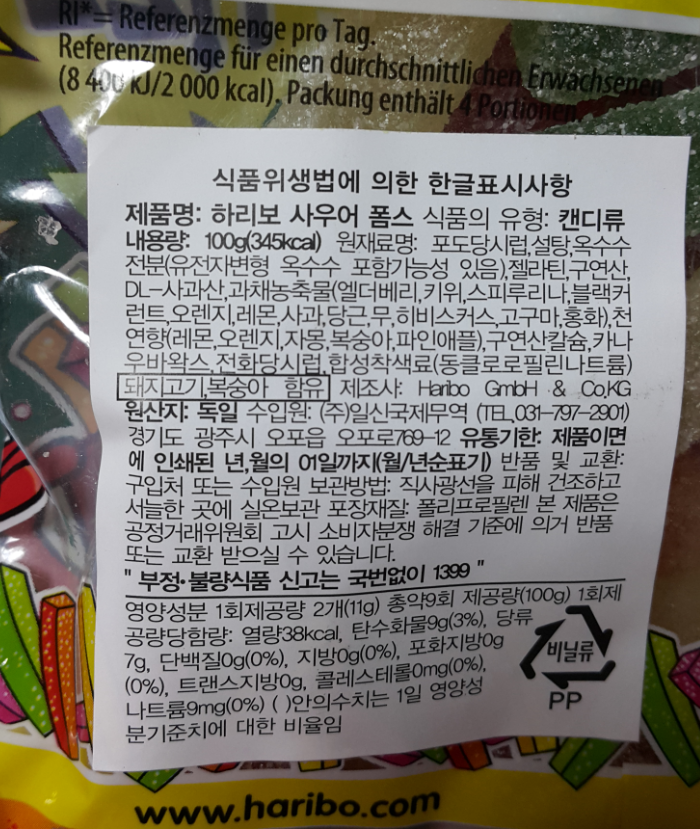 RI*= Referenzmenge pro Tag.
Referenzmenge für einen durchschnittlichen Erwachsenen
(8 400 kJ/2 000 kcal). Packung enthält 4 Portionen.
식품위생법에 의한 한글표시사항
제품명: 하리보 사우어 폼스 식품의 유형: 캔디류
내용량: 100g(345kcal) 원재료명: 포도당시럽,설탕,옥수수
전분(유전자변형 옥수수 포함가능성 있음),젤라틴,구연산,
DL-사과산,과채농축물(엘더베리,키위,스피루리나,블랙커
런트,오렌지,레몬,사과,당근,무,히비스커스,고구마,홍화),천
연향(레몬,오렌지,자몽,복숭아,파인애플),구연산칼슘,카나
우바왁스,전화당시럽,합성착색료(동클로로필린나트륨)
돼지고기,복숭아 함유 제조사: Haribo GmbH & Co,KG
원산지: 독일 수입원: (주)일신국제무역 (TEL,031-797-2901)
경기도 광주시 오포읍 오포로769-12 유통기한: 제품이면
에 인쇄된 년,월의 01일까지(월/년순표기) 반품 및 교환:
구입처 또는 수입원 보관방법: 직사광선을 피해 건조하고
서늘한 곳에 실온보관 포장재질: 폴리프로필렌 본 제품은
공정거래위원회 고시 소비자분쟁 해결 기준에 의거 반품
또는 교환 받으실 수 있습니다.
" 부정·불량식품 신고는 국번없이 1399 "
영양성분 1회제공량 2개(11g) 총약9회 제공량(100g) 1회제
공량당함량: 열량38kcal, 탄수화물9g(3%), 당류
7g, 단백질0g(0%), 지방0g(0%), 포화지방0g
(0%), 트랜스지방0g, 콜레스테롤0mg(0%),
나트륨9mg(0%) ( )안의수치는 1일 영양성
분기준치에 대한 비율임
비닐류
PP
www.haribo.com